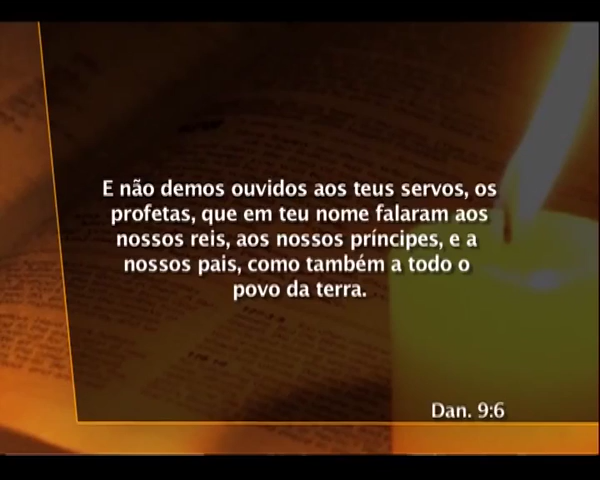 E não demos ouvidos aos teus servos, os
profetas, que em teu nome falaram aos
nossos reis, aos nossos príncipes, e a
nossos pais, como também a todo o
povo da terra.
Dan. 9:6